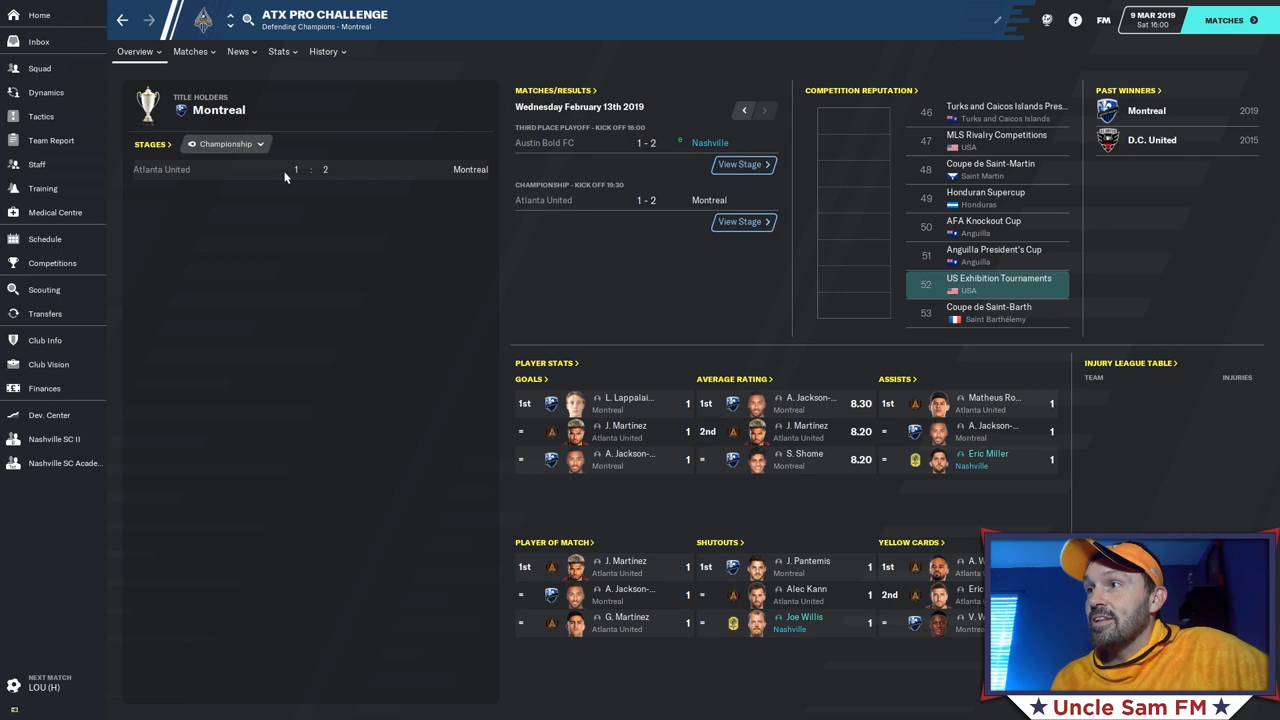 Home
Inbox
Squad
Dynamics
Tactics
Team Report
Staff
Training
Medical Centre
Schedule
Competitions
Scouting
Transfers
Club Info
Club Vision
Finances
Dev. Center
Nashville SC II
Nashville SC Acade...
NEXT MATCH
LOU (H)
ATX PRO CHALLENGE
Defending Champions - Montreal
FM
9 MAR 2019
Sat 16:00
MATCHES
Overview
Matches
News
Stats
History
TITLE HOLDERS
Montreal
STAGES
Championship
Atlanta United 1 : 2 Montreal
MATCHES/RESULTS
Wednesday February 13th 2019
THIRD PLACE PLAYOFF - KICK OFF 16:00
Austin Bold FC 1 - 2 e Nashville
View Stage
CHAMPIONSHIP - KICK OFF 19:30
Atlanta United 1 - 2 Montreal
View Stage
COMPETITION REPUTATION
46 Turks and Caicos Islands Pres...
Turks and Caicos Islands
47 MLS Rivalry Competitions
USA
48 Coupe de Saint-Martin
Saint Martin
49 Honduran Supercup
Honduras
50 AFA Knockout Cup
Anguilla
51 Anguilla President's Cup
Anguilla
52 US Exhibition Tournaments
USA
53 Coupe de Saint-Barth
Saint Barthélemy
PAST WINNERS
Montreal 2019
D.C. United 2015
PLAYER STATS
GOALS
1st L. Lappalai... 1
Montreal
= J. Martínez 1
Atlanta United
= A. Jackson-... 1
Montreal
AVERAGE RATING
1st A. Jackson-... 8.30
Montreal
2nd J. Martínez 8.20
Atlanta United
= S. Shome 8.20
Montreal
ASSISTS
1st Matheus Ro... 1
Atlanta United
= A. Jackson-... 1
Montreal
= Eric Miller 1
Nashville
INJURY LEAGUE TABLE
TEAM INJURIES
PLAYER OF MATCH
1st J. Martínez 1
Atlanta United
= A. Jackson-... 1
Montreal
= G. Martínez 1
Atlanta United
SHUTOUTS
1st J. Pantemis 1
Montreal
= Alec Kann 1
Atlanta United
= Joe Willis 1
Nashville
YELLOW CARDS
1st A. W
Atlanta
2nd Eric
Atlanta
= V. W
Montrea
Uncle Sam FM